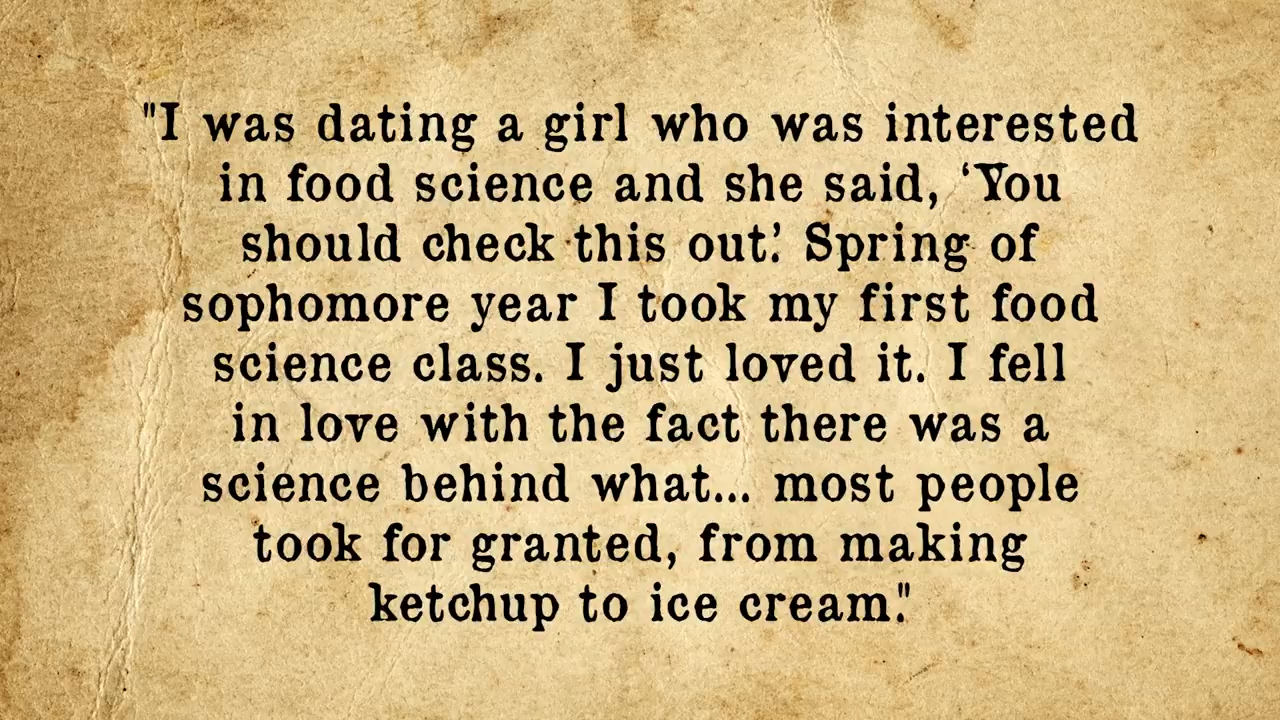 "I was dating a girl who was interested
in food science and she said, ‘You
should check this out.’ Spring of
sophomore year I took my first food
science class. I just loved it. I fell
in love with the fact there was a
science behind what... most people
took for granted, from making
ketchup to ice cream."